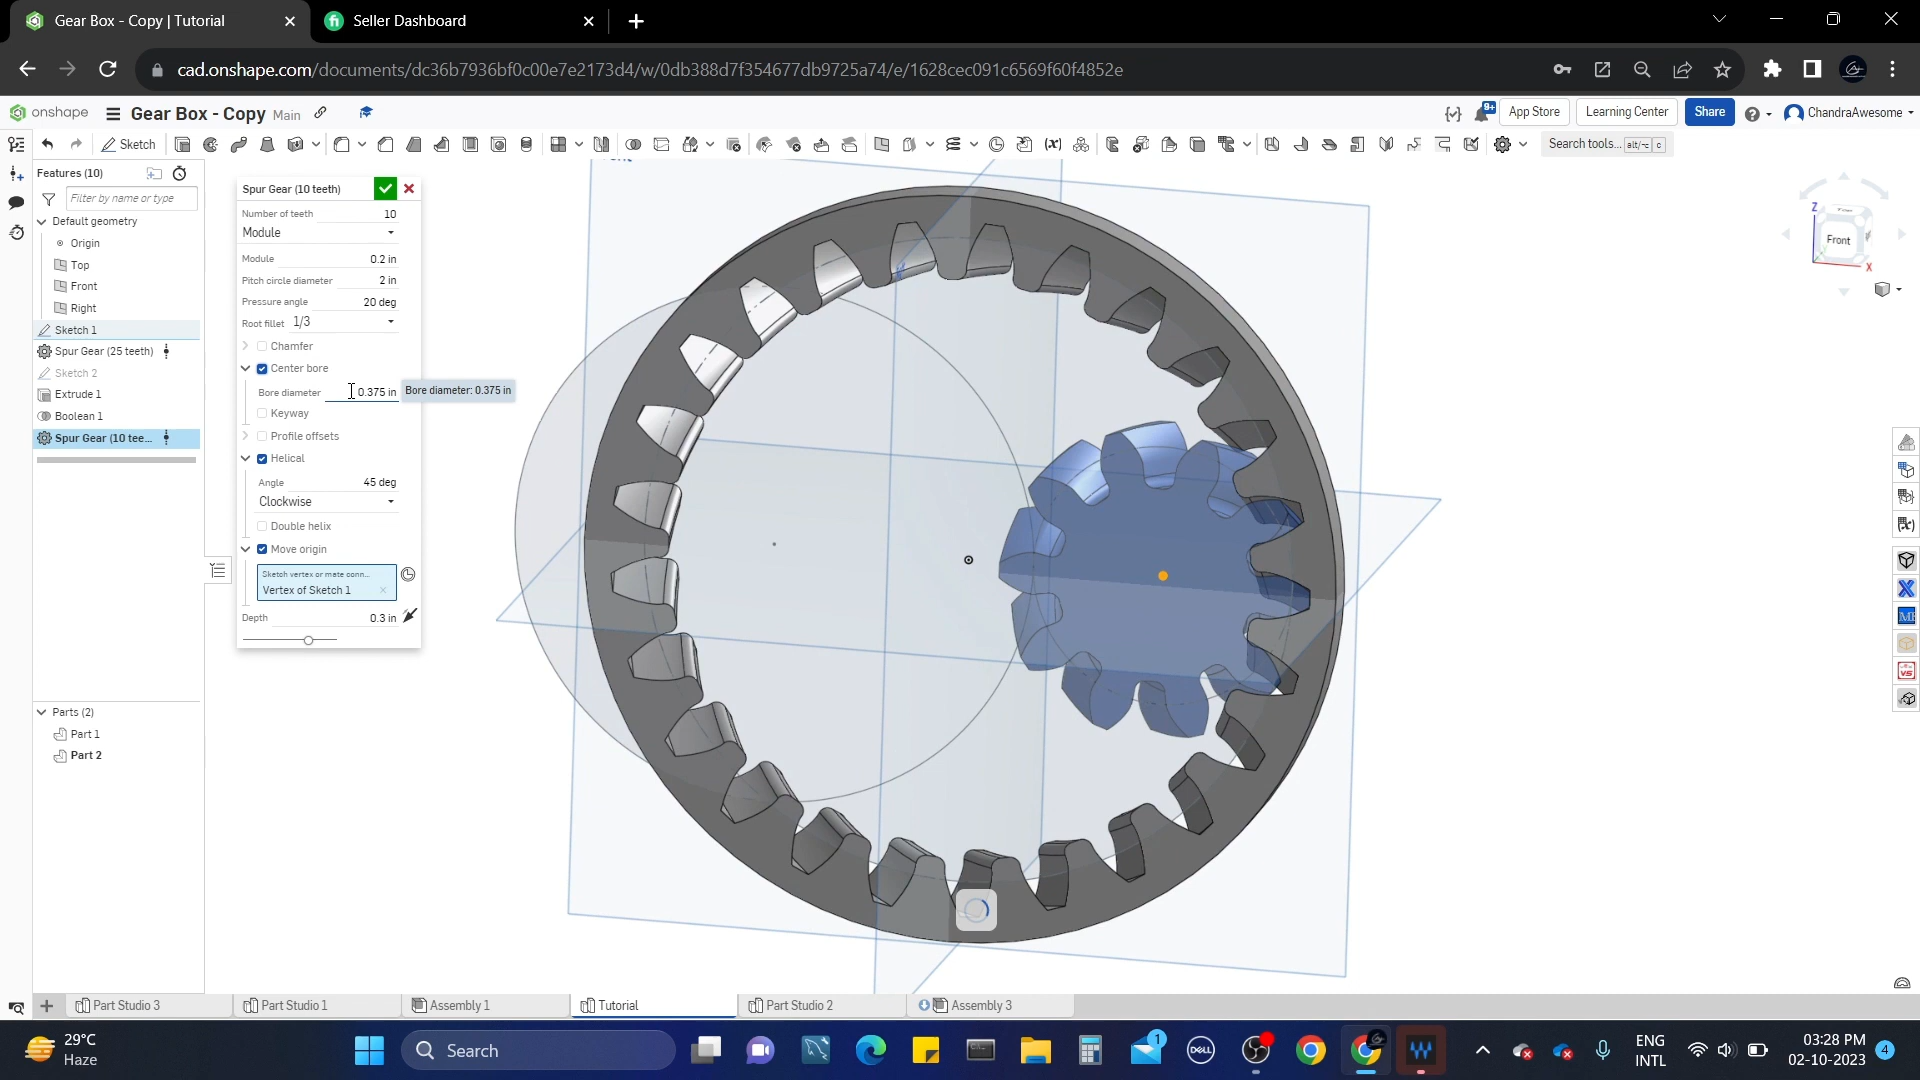 Gear Box - Copy | Tutorial
Seller Dashboard
cad.onshape.com/documents/dc36b7936bf0c00e7e2173d4/w/0db388d7f354677db9725a74/e/1628cec091c6569f60f4852e
onshape
Gear Box - Copy Main
9+
App Store
Learning Center
Share
ChandraAwesome
Sketch
Search tools... alt/⌥ c
Features (10)
Filter by name or type
Default geometry
Origin
Top
Front
Right
Sketch 1
Spur Gear (25 teeth)
Sketch 2
Extrude 1
Boolean 1
Spur Gear (10 tee...
Parts (2)
Part 1
Part 2
Spur Gear (10 teeth)
Number of teeth 10
Module
Module 0.2 in
Pitch circle diameter 2 in
Pressure angle 20 deg
Root fillet 1/3
Chamfer
Center bore
Bore diameter 0.375 in
Bore diameter: 0.375 in
Keyway
Profile offsets
Helical
Angle 45 deg
Clockwise
Double helix
Move origin
Sketch vertex or mate conn...
Vertex of Sketch 1
Depth 0.3 in
Z
Front
X
Part Studio 3
Part Studio 1
Assembly 1
Tutorial
Part Studio 2
Assembly 3
29°C
Haze
Search
1
DELL
ENG
INTL
03:28 PM
02-10-2023
4